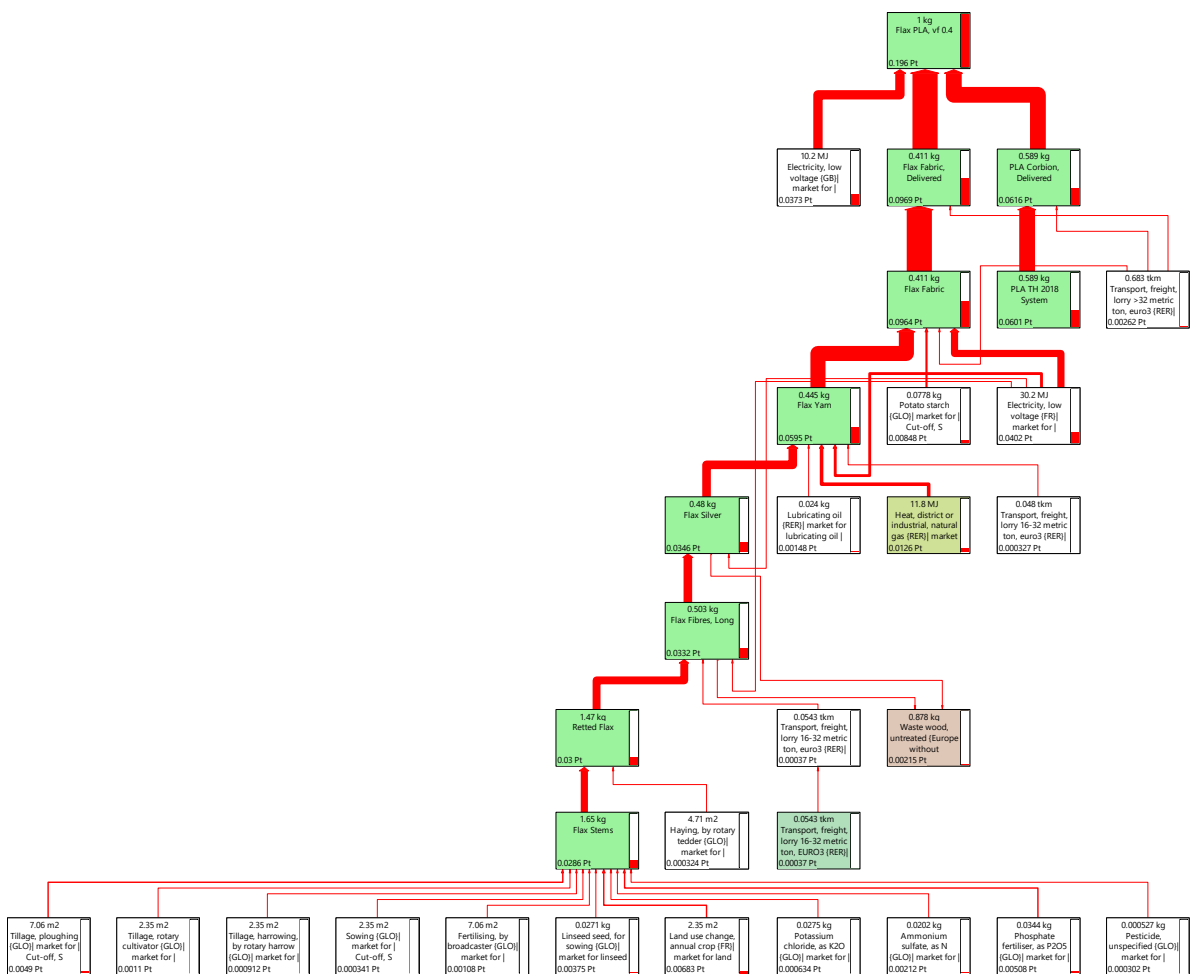 1 kg
Flax PLA, vf 0.4
0.196 Pt
10.2 MJ
Electricity, low
voltage {GB}|
market for |
0.0373 Pt
0.411 kg
Flax Fabric,
Delivered
0.0969 Pt
0.589 kg
PLA Corbion,
Delivered
0.0616 Pt
0.411 kg
Flax Fabric
0.0964 Pt
0.589 kg
PLA TH 2018
System
0.0601 Pt
0.683 tkm
Transport, freight,
lorry >32 metric
ton, euro3 {RER}|
0.00262 Pt
0.445 kg
Flax Yarn
0.0595 Pt
0.0778 kg
Potato starch
{GLO}| market for |
Cut-off, S
0.00848 Pt
30.2 MJ
Electricity, low
voltage {FR}|
market for |
0.0402 Pt
0.48 kg
Flax Silver
0.0346 Pt
0.024 kg
Lubricating oil
{RER}| market for
lubricating oil |
0.00148 Pt
11.8 MJ
Heat, district or
industrial, natural
gas {RER}| market
0.0126 Pt
0.048 tkm
Transport, freight,
lorry 16-32 metric
ton, euro3 {RER}|
0.000327 Pt
0.503 kg
Flax Fibres, Long
0.0332 Pt
1.47 kg
Retted Flax
0.03 Pt
0.0543 tkm
Transport, freight,
lorry 16-32 metric
ton, euro3 {RER}|
0.00037 Pt
0.878 kg
Waste wood,
untreated {Europe
without
0.00215 Pt
1.65 kg
Flax Stems
0.0286 Pt
4.71 m2
Haying, by rotary
tedder {GLO}|
market for |
0.000324 Pt
0.0543 tkm
Transport, freight,
lorry 16-32 metric
ton, EURO3 {RER}|
0.00037 Pt
7.06 m2
Tillage, ploughing
{GLO}| market for |
Cut-off, S
0.0049 Pt
2.35 m2
Tillage, rotary
cultivator {GLO}|
market for |
0.0011 Pt
2.35 m2
Tillage, harrowing,
by rotary harrow
{GLO}| market for |
0.000912 Pt
2.35 m2
Sowing {GLO}|
market for |
Cut-off, S
0.000341 Pt
7.06 m2
Fertilising, by
broadcaster {GLO}|
market for |
0.00108 Pt
0.0271 kg
Linseed seed, for
sowing {GLO}|
market for linseed
0.00375 Pt
2.35 m2
Land use change,
annual crop {FR}|
market for land
0.00683 Pt
0.0275 kg
Potassium
chloride, as K2O
{GLO}| market for |
0.000634 Pt
0.0202 kg
Ammonium
sulfate, as N
{GLO}| market for |
0.00212 Pt
0.0344 kg
Phosphate
fertiliser, as P2O5
{GLO}| market for |
0.00508 Pt
0.000527 kg
Pesticide,
unspecified {GLO}|
market for |
0.000302 Pt